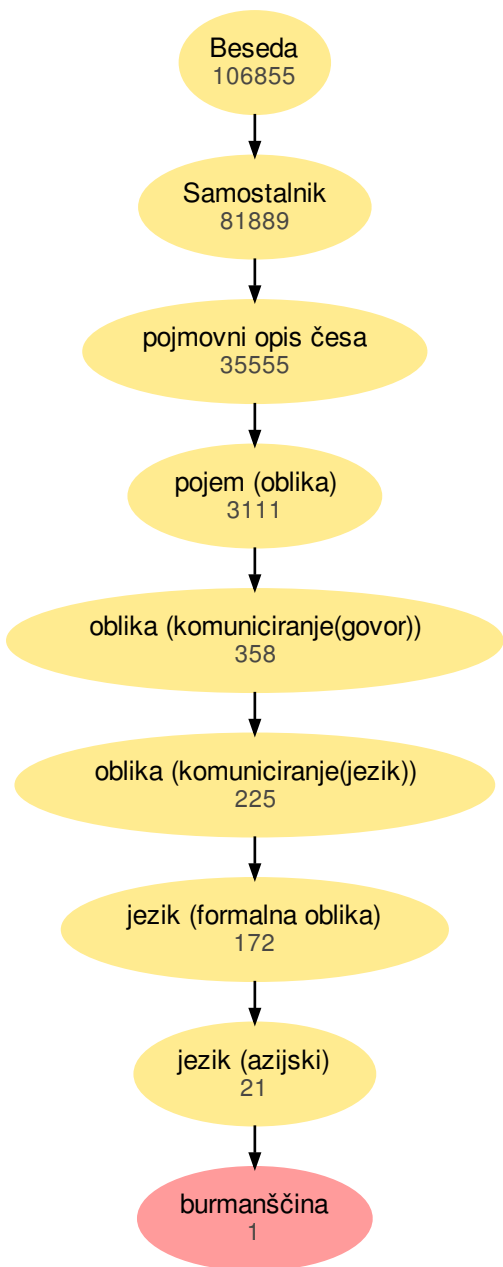 Beseda
106855
Samostalnik
81889
pojmovni opis česa
35555
pojem (oblika)
3111
oblika (komuniciranje(govor))
358
oblika (komuniciranje(jezik))
225
jezik (formalna oblika)
172
jezik (azijski)
21
burmanščina
1